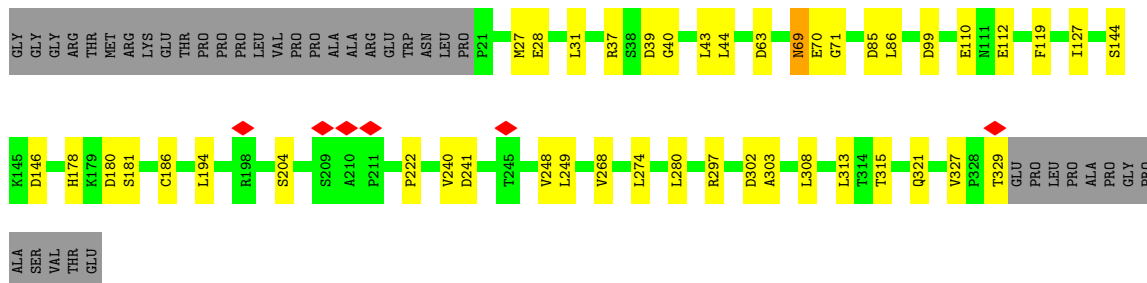 GLY GLY GLY ARG THR MET ARG LYS GLU THR PRO PRO PRO PRO LEU VAL PRO PRO ALA ALA ARG GLU TRP ASN LEU PRO P21 M27 E28 L31 R37 S38 D39 G40 L43 L44 D63 N69 E70 G71 D85 L86 D99 E110 N111 E112 F119 I127 S144
K145 D146 H178 K179 D180 S181 C186 L194 R198 S204 S209 A210 P211 P222 V240 D241 T245 V248 L249 V268 L274 L280 R297 D302 A303 L308 L313 T314 T315 Q321 V327 P328 T329 GLU PRO LEU PRO ALA PRO GLY PRO
ALA SER VAL THR GLU